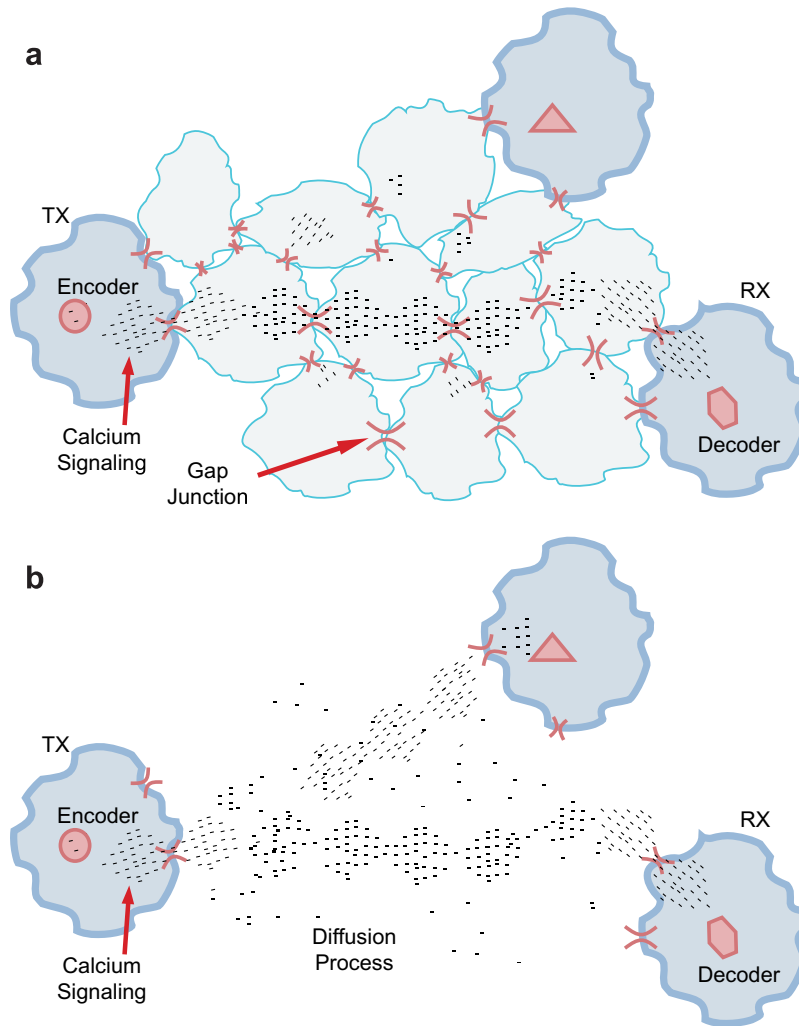 a
TX
Encoder
RX
Calcium
Signaling
Gap
Junction
Decoder
b
TX
Encoder
RX
Diffusion
Process
Calcium
Signaling
Decoder